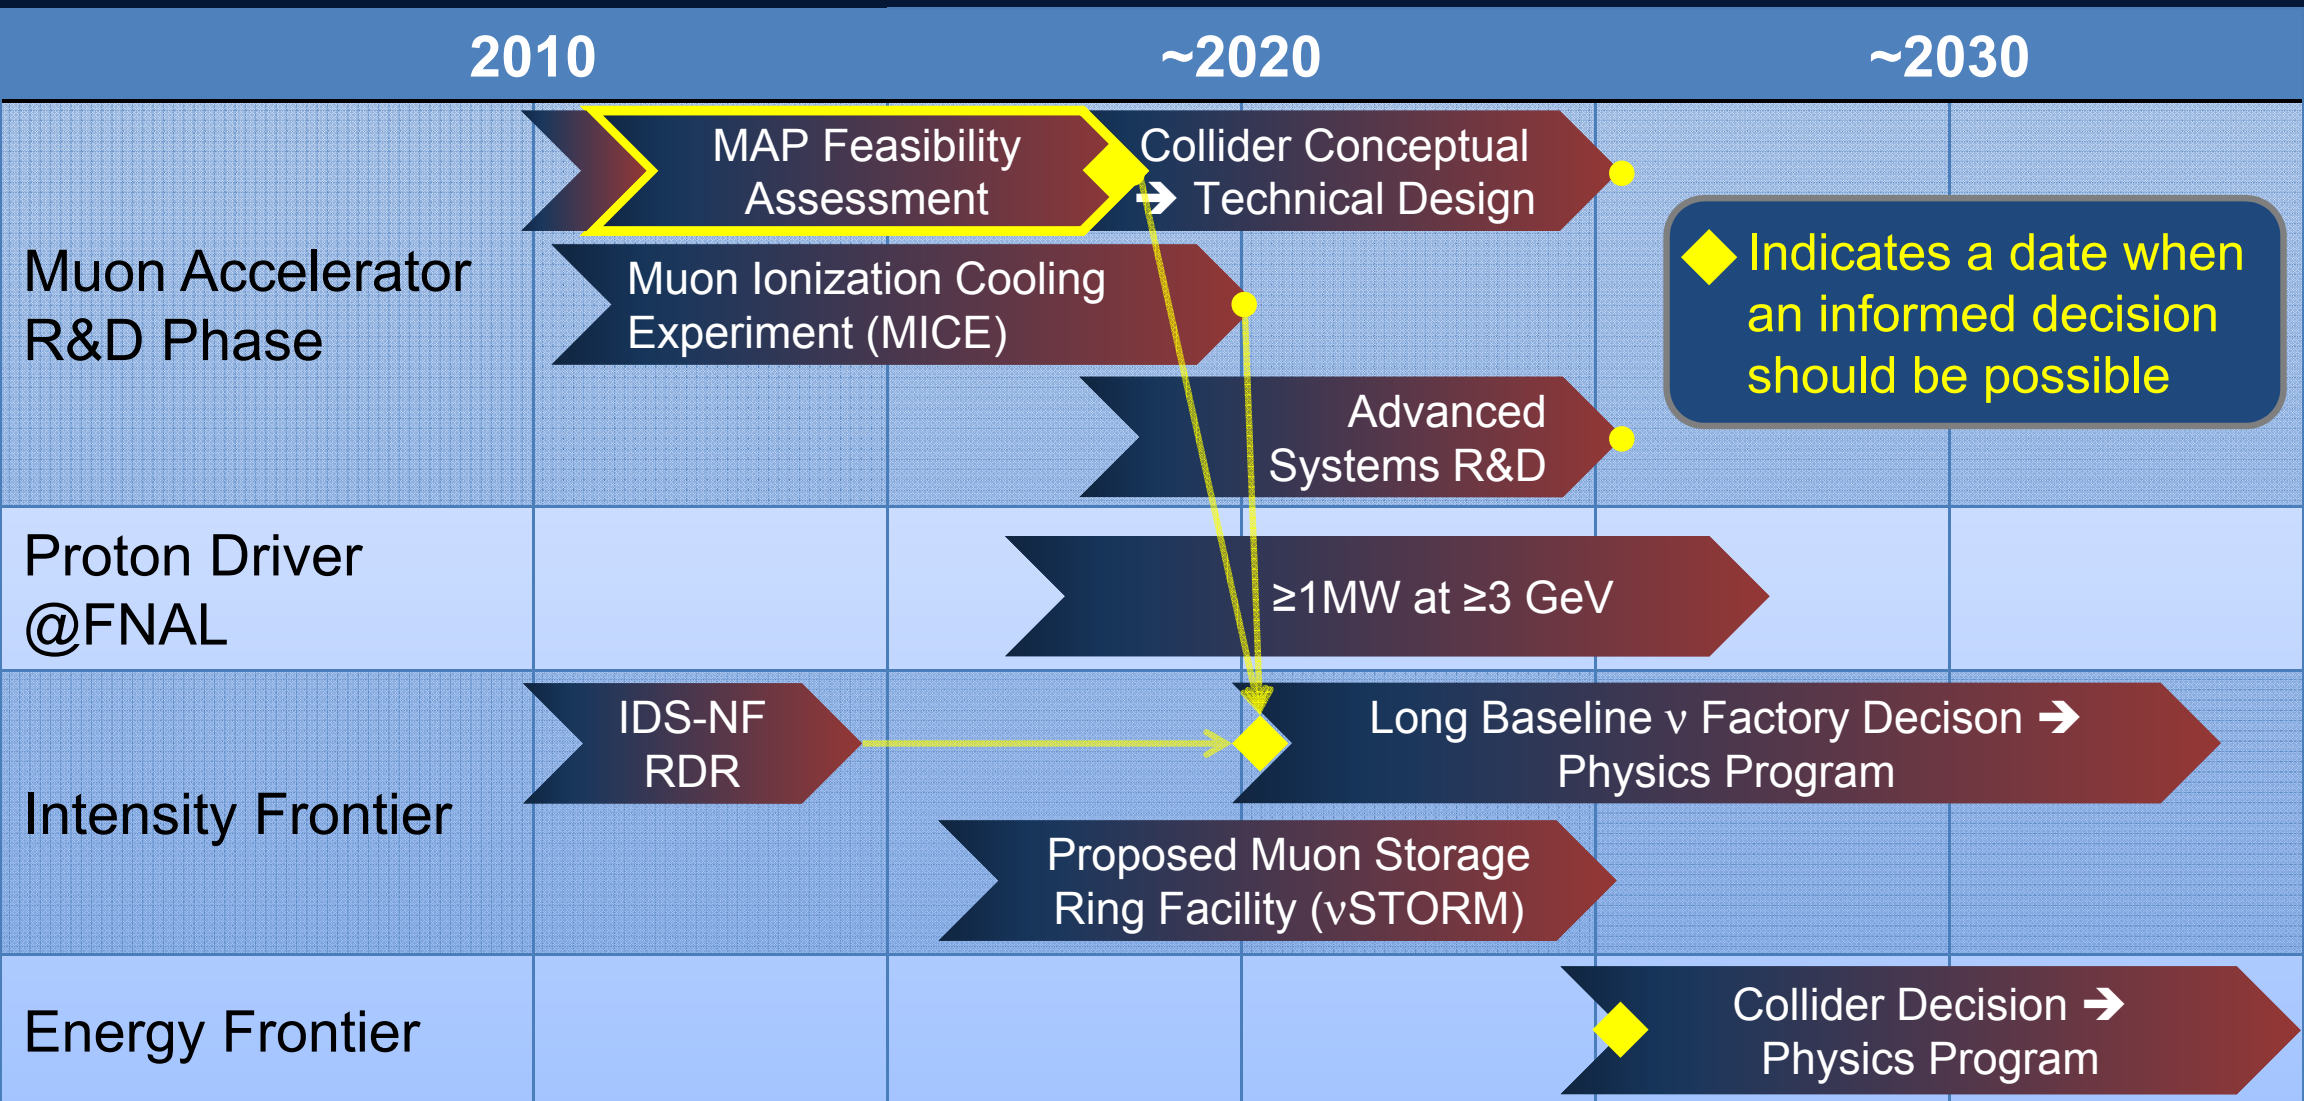 2010
~2020
~2030
Muon Accelerator
R&D Phase
MAP Feasibility
Assessment
Collider Conceptual
➔ Technical Design
Muon Ionization Cooling
Experiment (MICE)
Advanced
Systems R&D
Indicates a date when
an informed decision
should be possible
Proton Driver
@FNAL
≥1MW at ≥3 GeV
Intensity Frontier
IDS-NF
RDR
Long Baseline ν Factory Decison ➔
Physics Program
Proposed Muon Storage
Ring Facility (νSTORM)
Energy Frontier
Collider Decision ➔
Physics Program